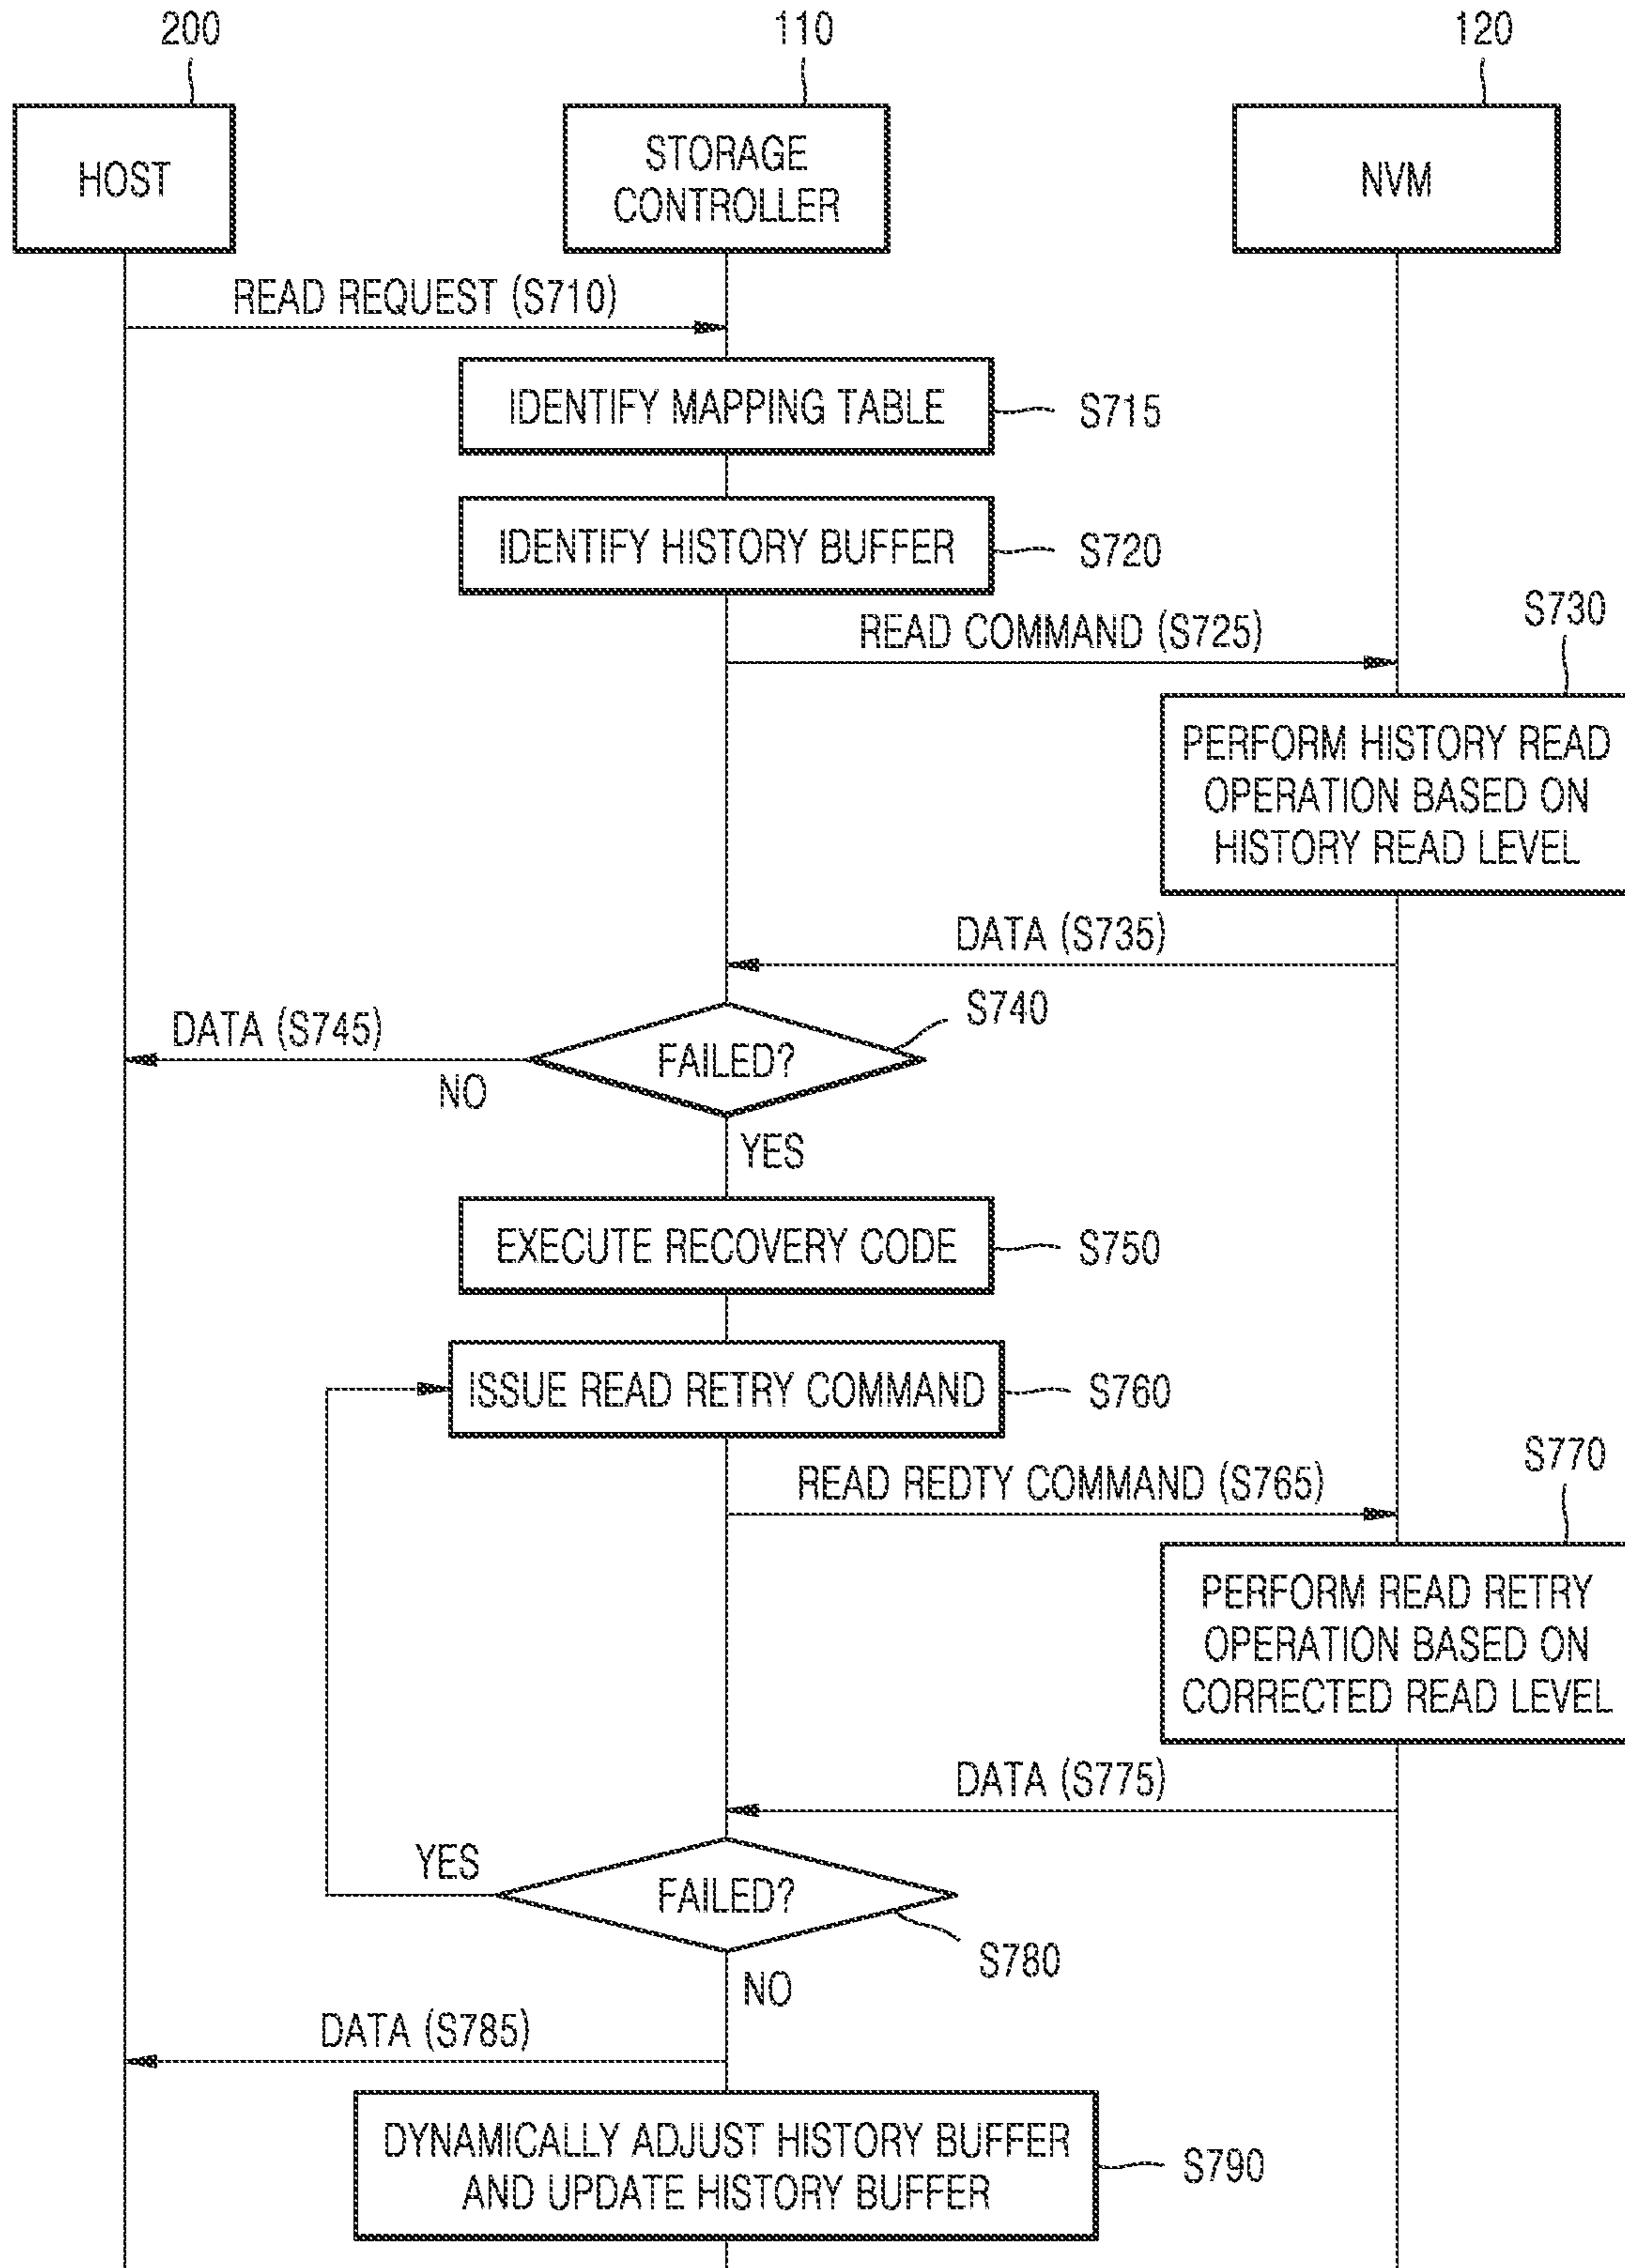 200
110
120
HOST
STORAGE
CONTROLLER
NVM
READ REQUEST (S710)
IDENTIFY MAPPING TABLE
S715
IDENTIFY HISTORY BUFFER
S720
READ COMMAND (S725)
S730
PERFORM HISTORY READ
OPERATION BASED ON
HISTORY READ LEVEL
DATA (S735)
S740
DATA (S745)
FAILED?
NO
YES
EXECUTE RECOVERY CODE
S750
ISSUE READ RETRY COMMAND
S760
READ REDTY COMMAND (S765)
S770
PERFORM READ RETRY
OPERATION BASED ON
CORRECTED READ LEVEL
DATA (S775)
YES
FAILED?
S780
NO
DATA (S785)
DYNAMICALLY ADJUST HISTORY BUFFER
AND UPDATE HISTORY BUFFER
S790